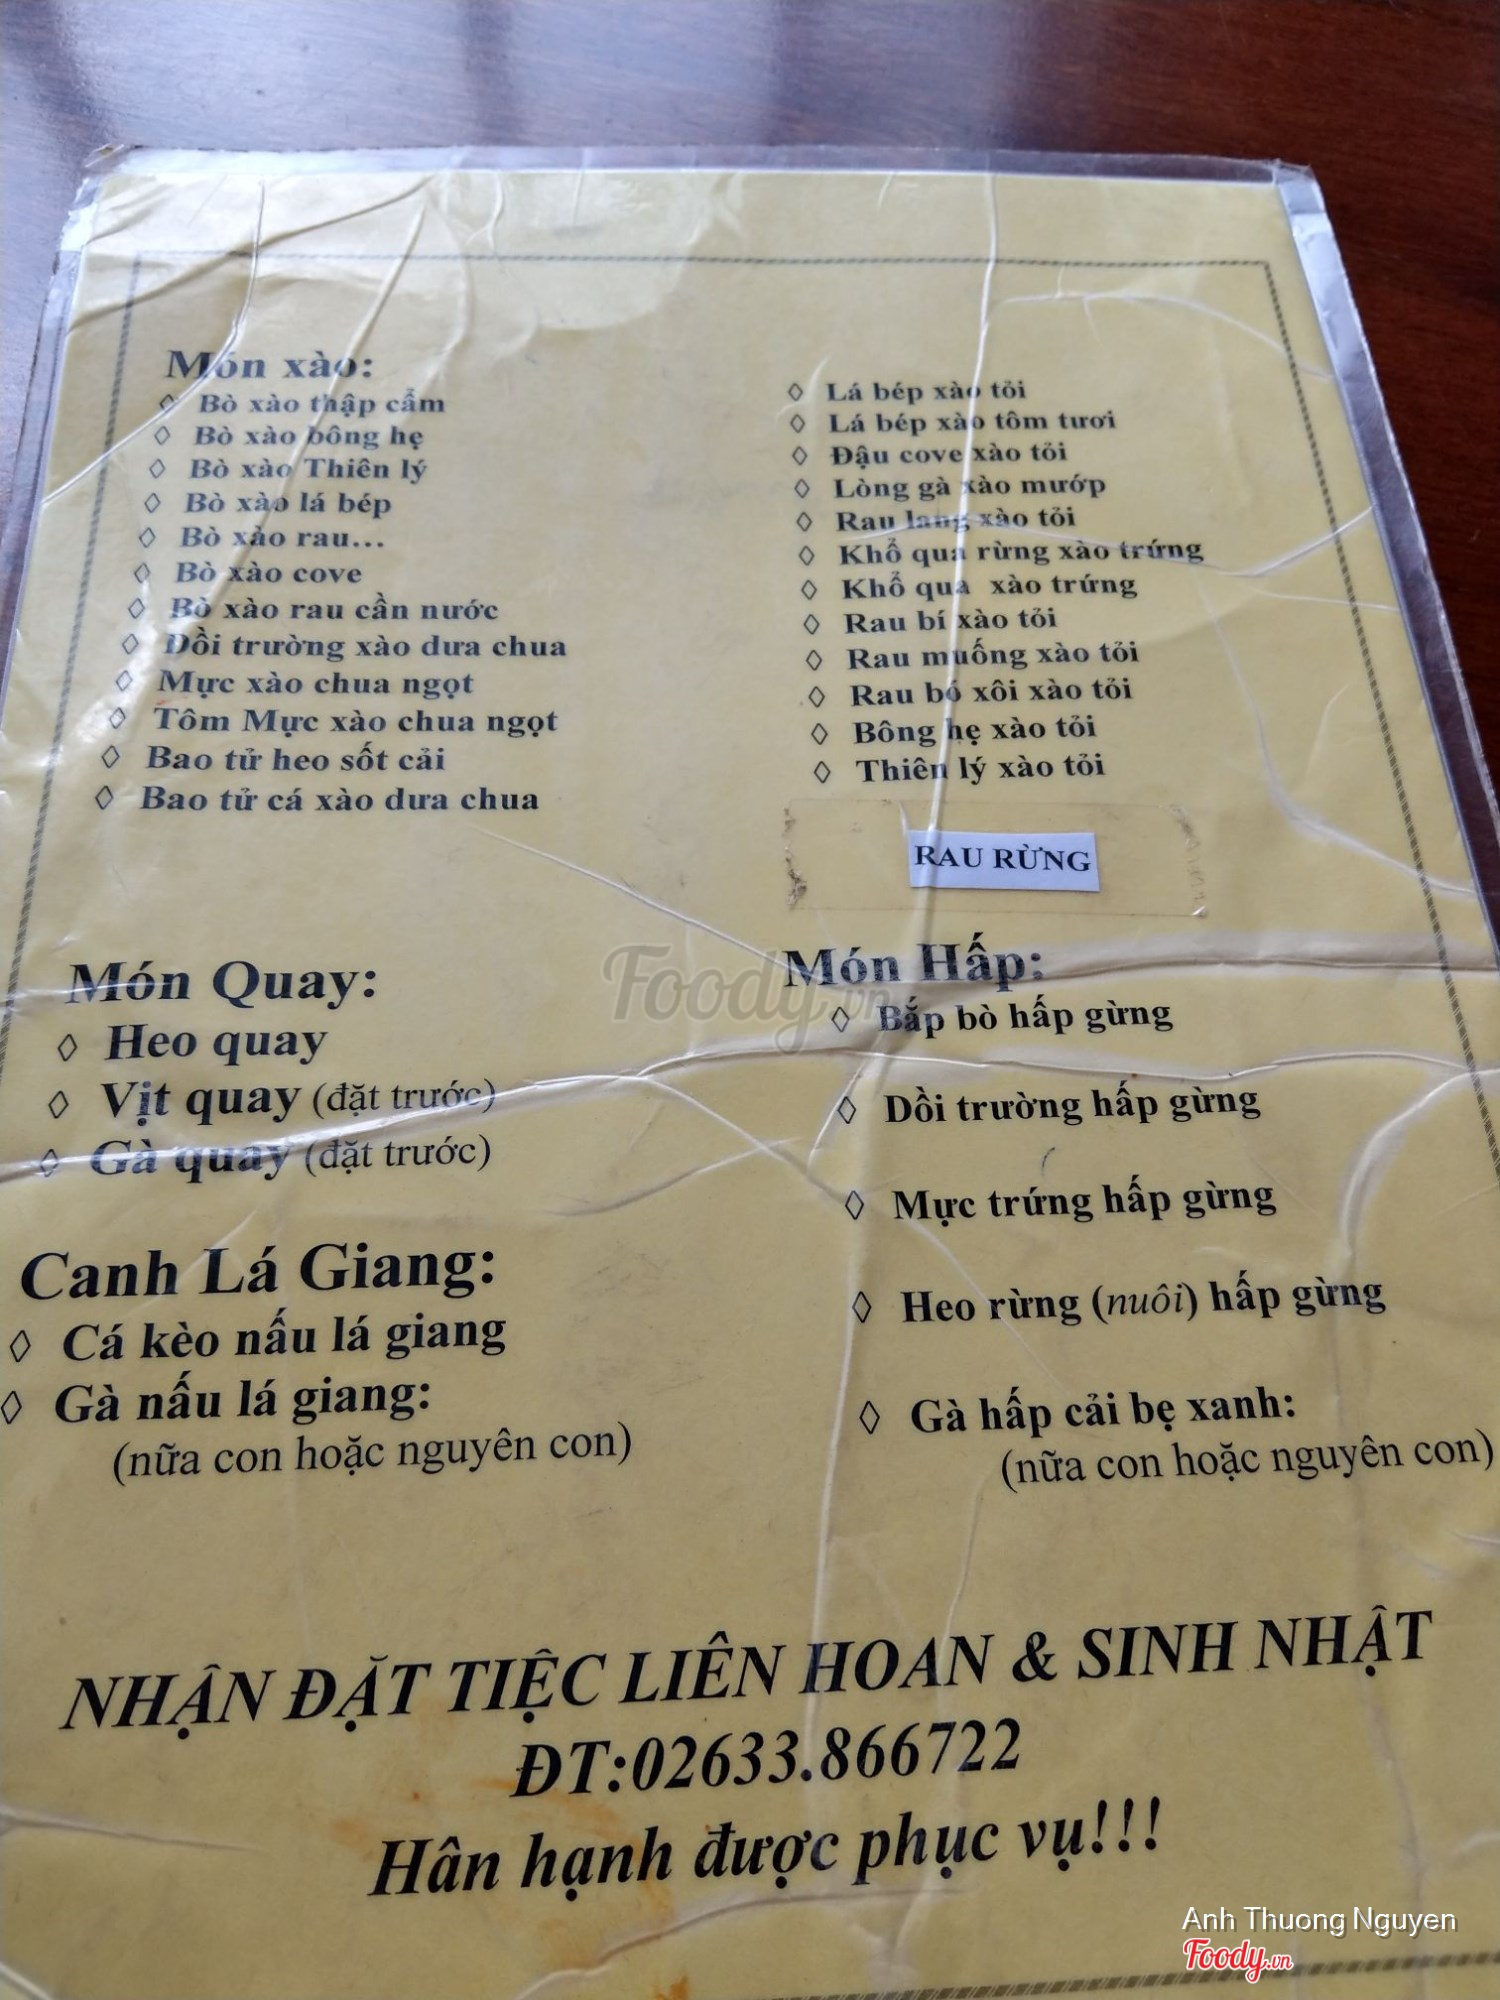 Món xào:
◊ Bò xào thập cẩm
◊ Bò xào bông hẹ
◊ Bò xào Thiên lý
◊ Bò xào lá bép
◊ Bò xào rau...
◊ Bò xào cove
◊ Bò xào rau cần nước
◊ Dồi trường xào dưa chua
◊ Mực xào chua ngọt
◊ Tôm Mực xào chua ngọt
◊ Bao tử heo sốt cải
◊ Bao tử cá xào dưa chua
◊ Lá bép xào tỏi
◊ Lá bép xào tôm tươi
◊ Đậu cove xào tỏi
◊ Lòng gà xào mướp
◊ Rau lang xào tỏi
◊ Khổ qua rừng xào trứng
◊ Khổ qua xào trứng
◊ Rau bí xào tỏi
◊ Rau muống xào tỏi
◊ Rau bó xôi xào tỏi
◊ Bông hẹ xào tỏi
◊ Thiên lý xào tỏi
RAU RỪNG
Món Quay:
◊ Heo quay
◊ Vịt quay (đặt trước)
◊ Gà quay (đặt trước)
Canh Lá Giang:
◊ Cá kèo nấu lá giang
◊ Gà nấu lá giang:
(nữa con hoặc nguyên con)
Món Hấp:
◊ Bắp bò hấp gừng
◊ Dồi trường hấp gừng
◊ Mực trứng hấp gừng
◊ Heo rừng (nuôi) hấp gừng
◊ Gà hấp cải bẹ xanh:
(nữa con hoặc nguyên con)
NHẬN ĐẶT TIỆC LIÊN HOAN & SINH NHẬT
ĐT:02633.866722
Hân hạnh được phục vụ!!!
Foody.vn
Anh Thuong Nguyen
Foody.vn